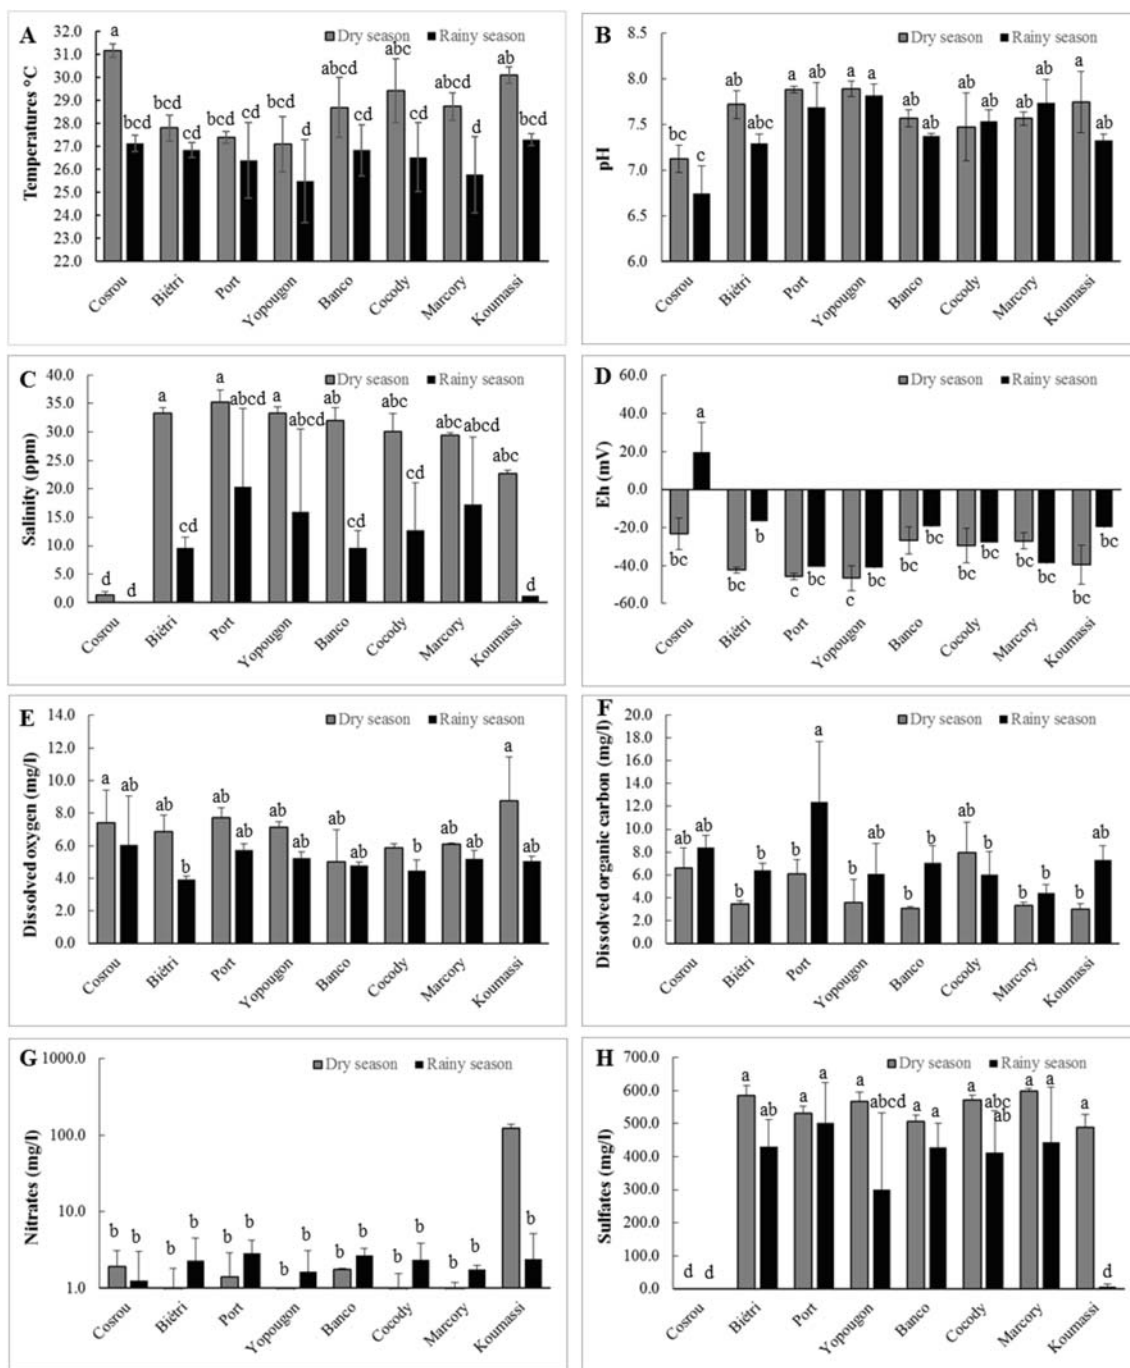 A
Dry season
Rainy season
Temperatures °C
32.0
31.0
30.0
29.0
28.0
27.0
26.0
25.0
24.0
23.0
22.0
a bcd bcd cd bcd cd bcd d abcd bcd abc bcd abcd d ab bcd
Cosrou Biétri Port Yopougon Banco Cocody Marcory Koumassi
B
Dry season
Rainy season
pH
8.5
8.0
7.5
7.0
6.5
6.0
bc c ab abc a ab a a ab ab ab ab ab ab a ab
Cosrou Biétri Port Yopougon Banco Cocody Marcory Koumassi
C
Dry season
Rainy season
Salinity (ppm)
40.0
35.0
30.0
25.0
20.0
15.0
10.0
5.0
0.0
d d a cd a abcd a abcd ab cd abc cd abc abcd abc d
Cosrou Biétri Port Yopougon Banco Cocody Marcory Koumassi
D
Dry season
Rainy season
Eh (mV)
60.0
40.0
20.0
0.0
-20.0
-40.0
-60.0
bc a bc b c bc c bc bc bc bc bc bc bc bc bc
Cosrou Biétri Port Yopougon Banco Cocody Marcory Koumassi
E
Dry season
Rainy season
Dissolved oxygen (mg/l)
14.0
12.0
10.0
8.0
6.0
4.0
2.0
0.0
a ab ab b ab ab ab ab ab ab ab b ab ab a ab
Cosrou Biétri Port Yopougon Banco Cocody Marcory Koumassi
F
Dry season
Rainy season
Dissolved organic carbon (mg/l)
20.0
18.0
16.0
14.0
12.0
10.0
8.0
6.0
4.0
2.0
0.0
ab ab b b b a b ab b b ab b b b b ab
Cosrou Biétri Port Yopougon Banco Cocody Marcory Koumassi
G
Dry season
Rainy season
Nitrates (mg/l)
1000.0
100.0
10.0
1.0
b b b b b b b b b b b b b b a b
Cosrou Biétri Port Yopougon Banco Cocody Marcory Koumassi
H
Dry season
Rainy season
Sulfates (mg/l)
700.0
600.0
500.0
400.0
300.0
200.0
100.0
0.0
d d a ab a a a abcd a a a abc ab a a a d
Cosrou Biétri Port Yopougon Banco Cocody Marcory Koumassi